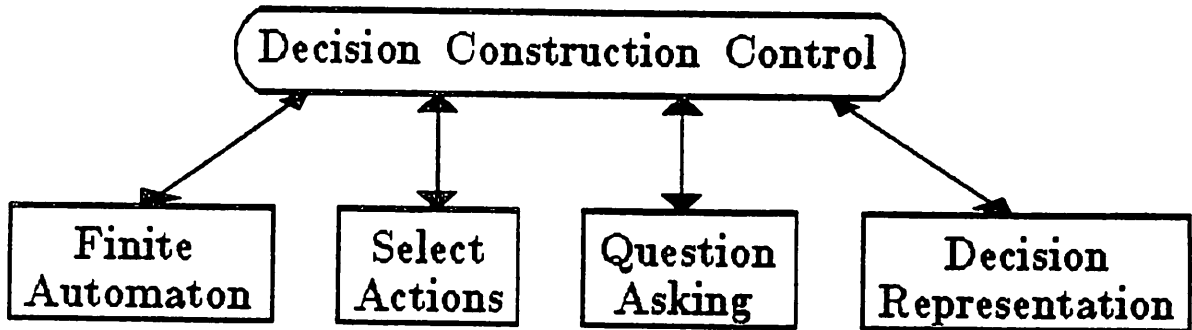 Decision Construction Control
Finite
Automaton
Select
Actions
Question
Asking
Decision
Representation